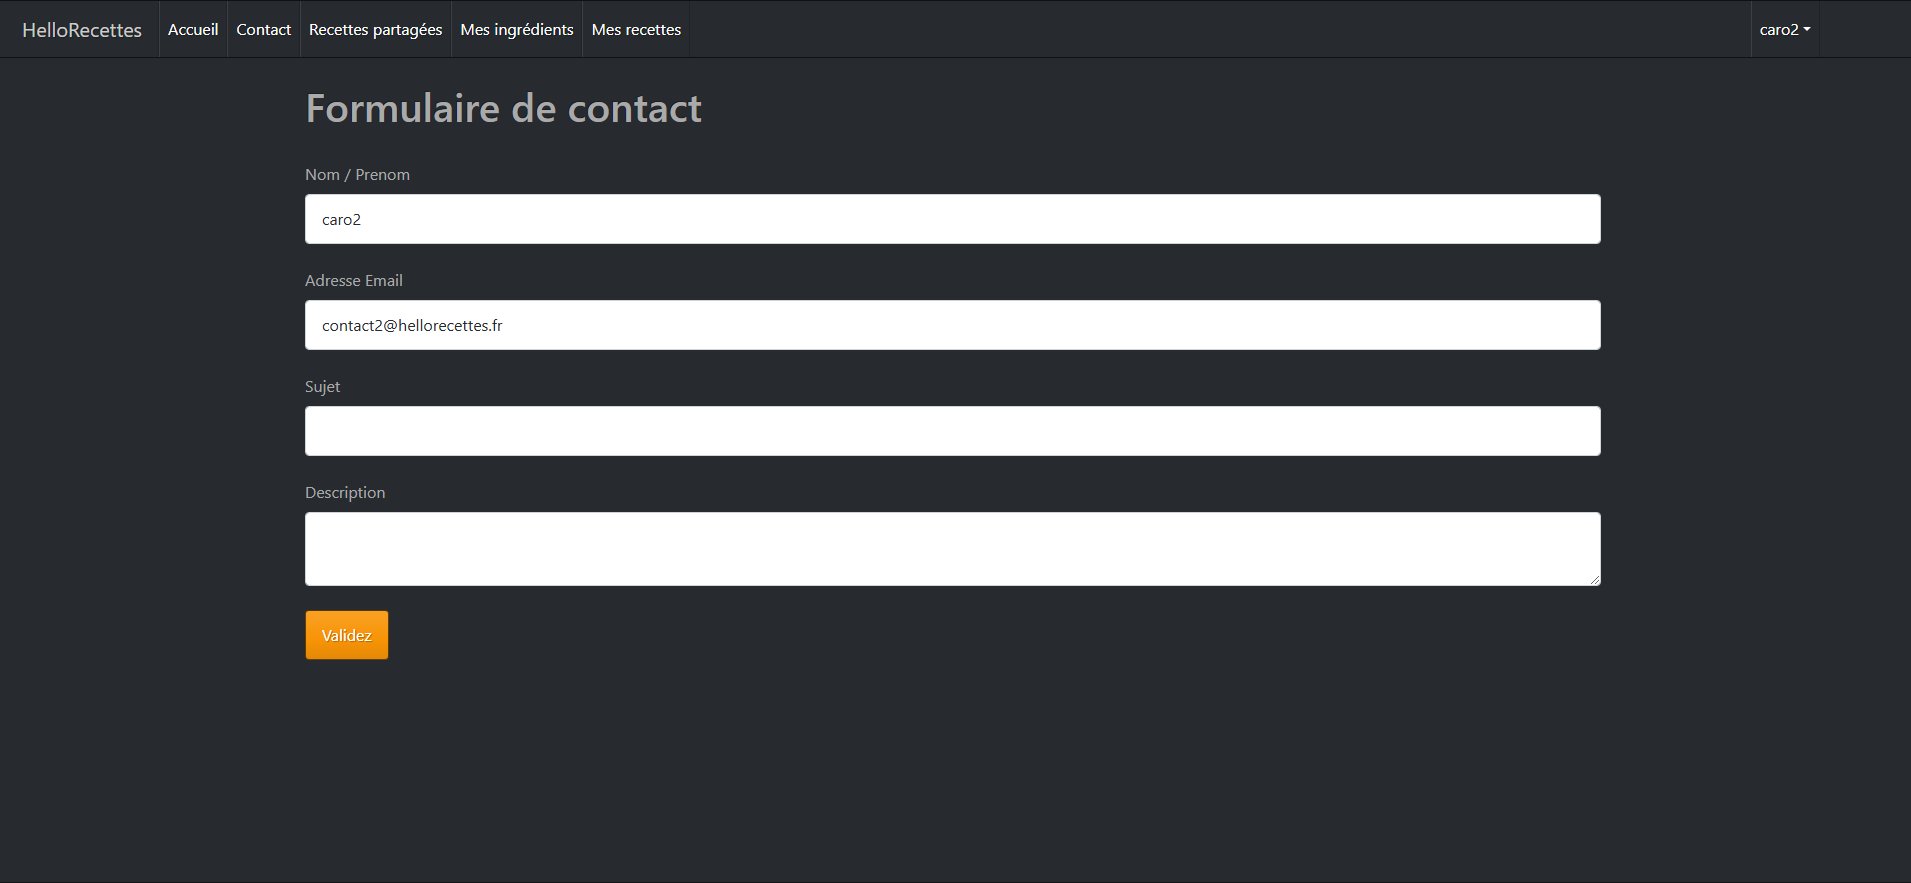 HelloRecettes Accueil Contact Recettes partagées Mes ingrédients Mes recettes caro2
Formulaire de contact
Nom / Prenom
caro2
Adresse Email
contact2@hellorecettes.fr
Sujet
Description
Validez